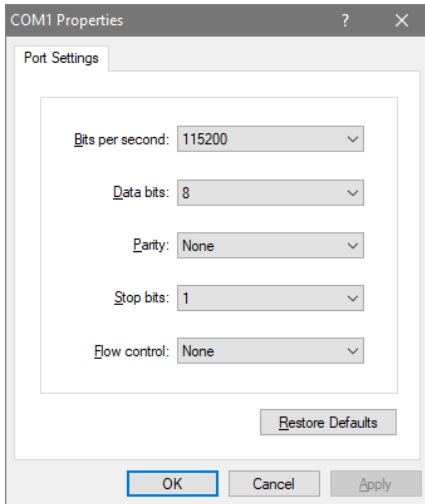 COM1 Properties ? ×
Port Settings
Bits per second: 115200
Data bits: 8
Parity: None
Stop bits: 1
Flow control: None
Restore Defaults
OK Cancel Apply